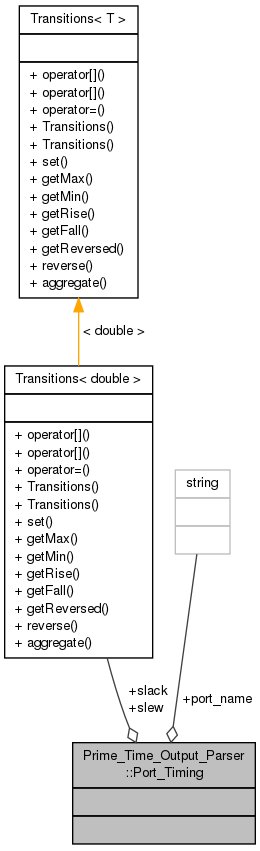 Transitions< T >
+ operator[]()
+ operator[]()
+ operator=()
+ Transitions()
+ Transitions()
+ set()
+ getMax()
+ getMin()
+ getRise()
+ getFall()
+ getReversed()
+ reverse()
+ aggregate()
< double >
Transitions< double >
+ operator[]()
+ operator[]()
+ operator=()
+ Transitions()
+ Transitions()
+ set()
+ getMax()
+ getMin()
+ getRise()
+ getFall()
+ getReversed()
+ reverse()
+ aggregate()
string
+slack
+slew
+port_name
Prime_Time_Output_Parser
::Port_Timing